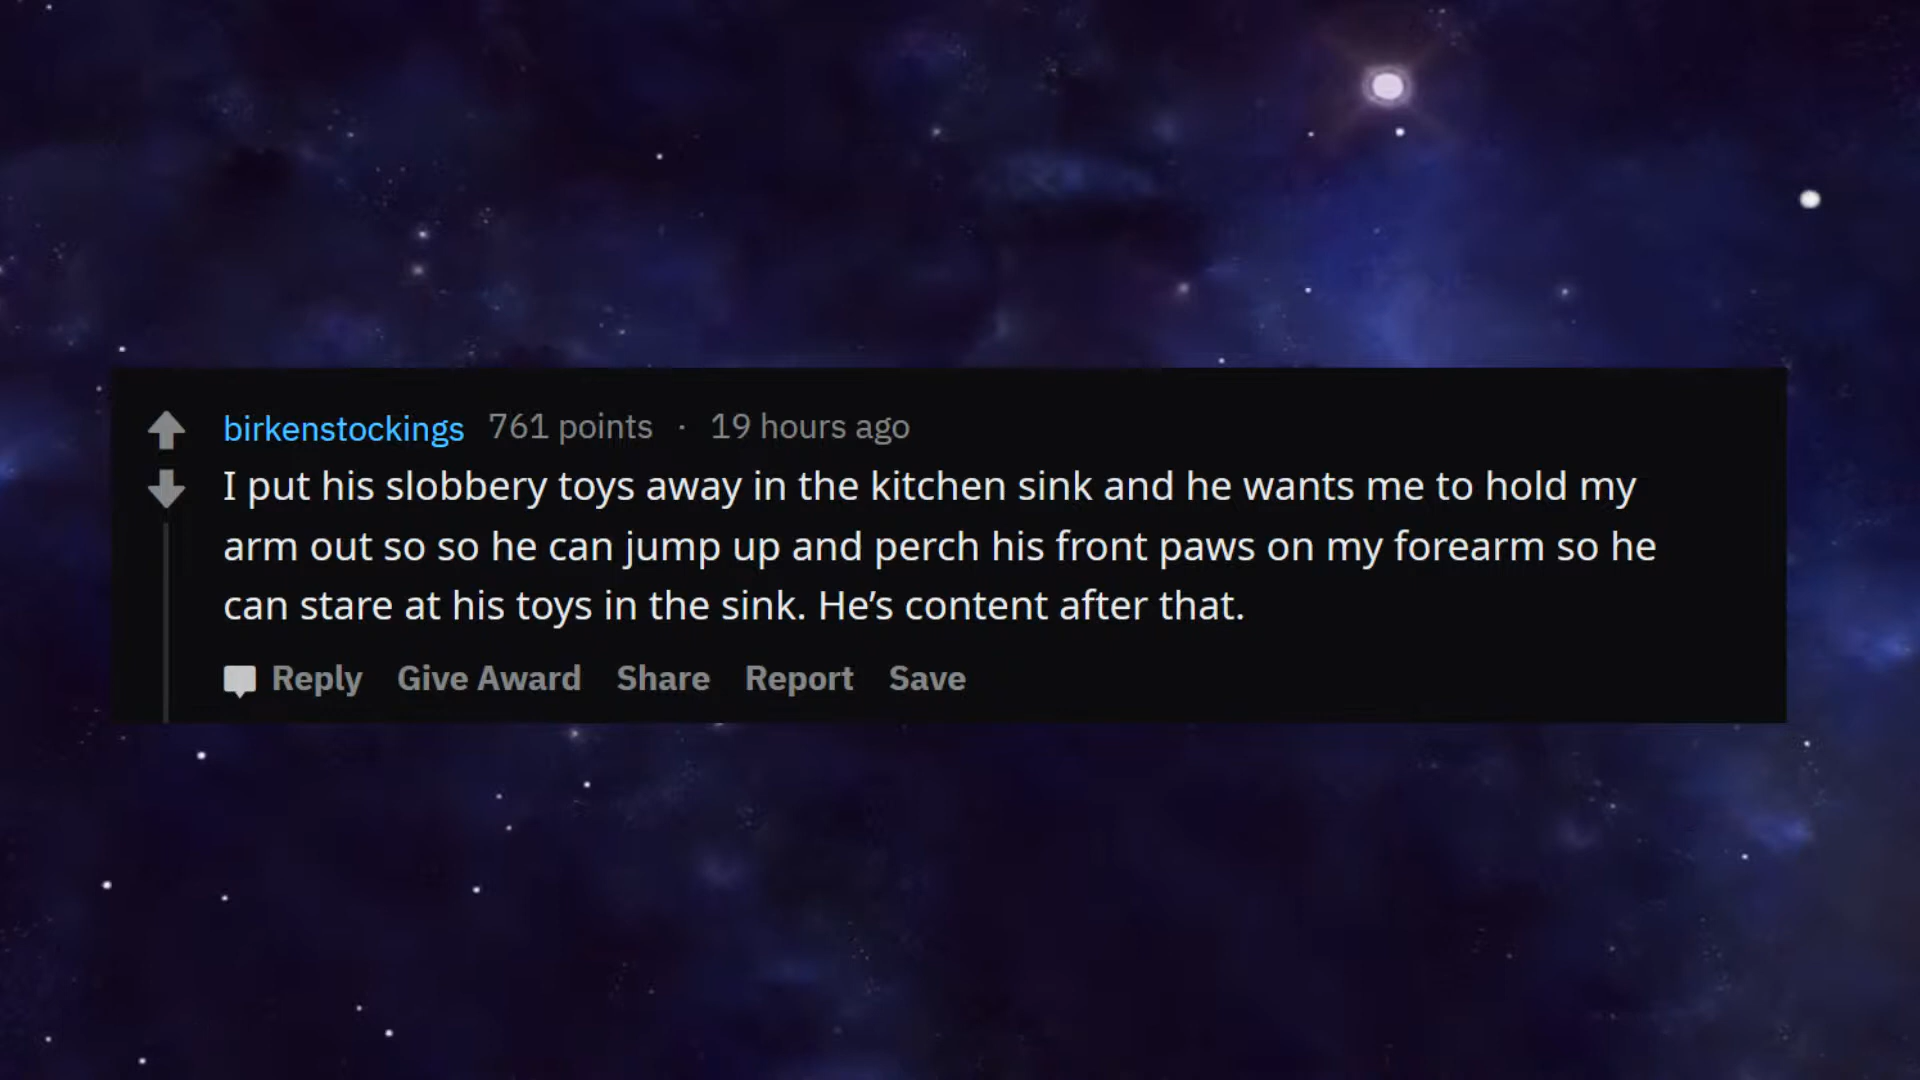 birkenstockings 761 points · 19 hours ago
I put his slobbery toys away in the kitchen sink and he wants me to hold my
arm out so so he can jump up and perch his front paws on my forearm so he
can stare at his toys in the sink. He’s content after that.
Reply Give Award Share Report Save